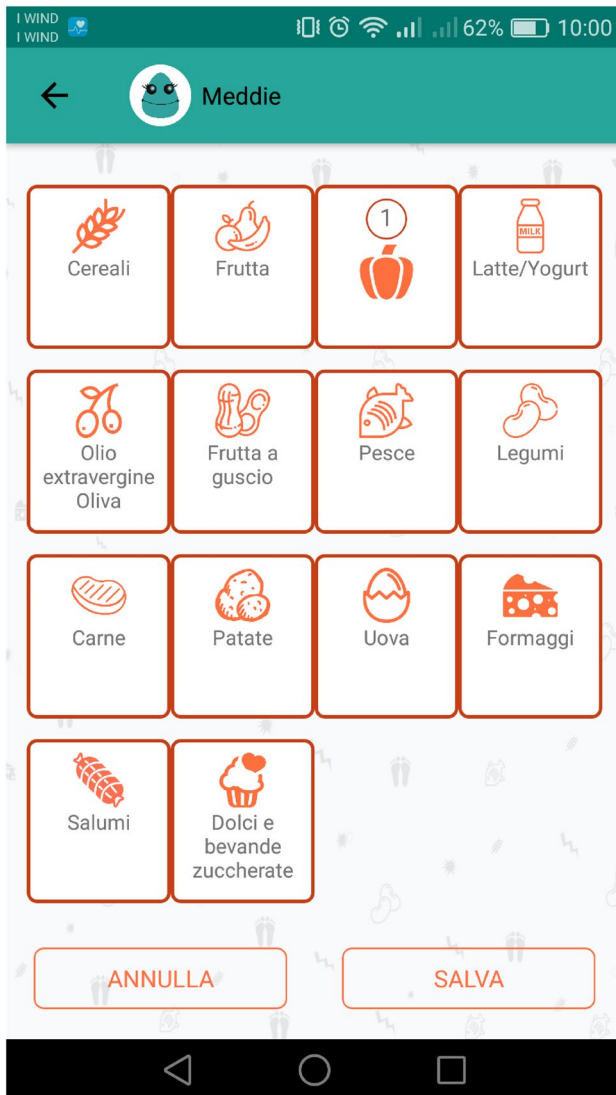 I WIND
I WIND
62% 10:00
Meddie
Cereali
Frutta
1
Latte/Yogurt
MILK
Olio
extravergine
Oliva
Frutta a
guscio
Pesce
Legumi
Carne
Patate
Uova
Formaggi
Salumi
Dolci e
bevande
zuccherate
ANNULLA
SALVA